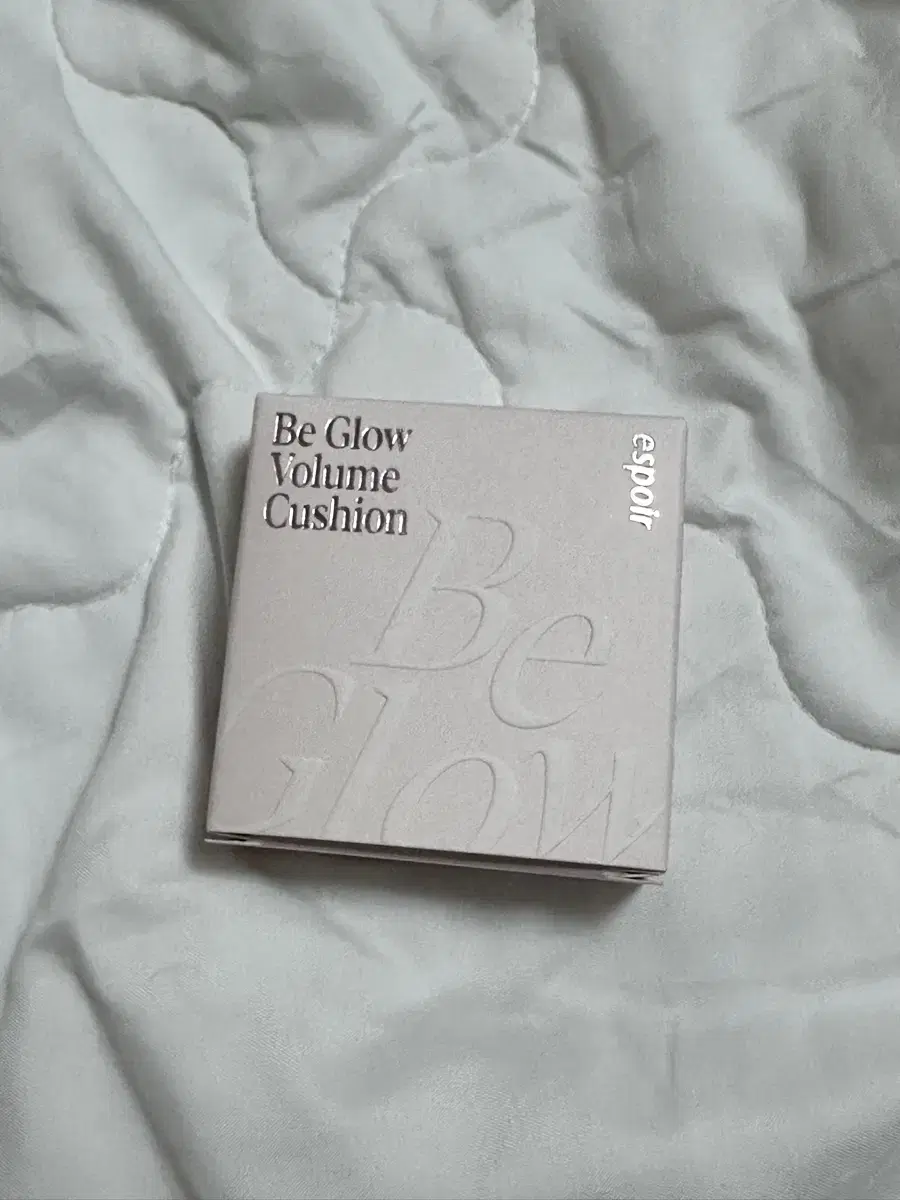 Be Glow
Volume
Cushion
espoir
Be
Glow